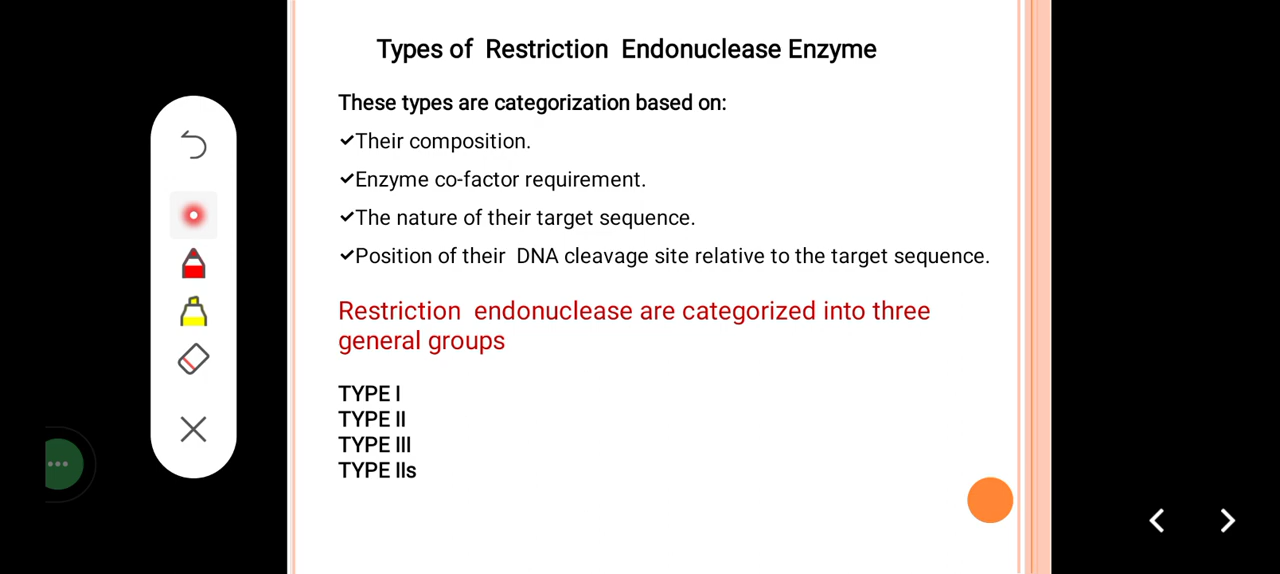 Types of Restriction Endonuclease Enzyme
These types are categorization based on:
✓Their composition.
✓Enzyme co-factor requirement.
✓The nature of their target sequence.
✓Position of their DNA cleavage site relative to the target sequence.
Restriction endonuclease are categorized into three
general groups
TYPE I
TYPE II
TYPE III
TYPE IIs